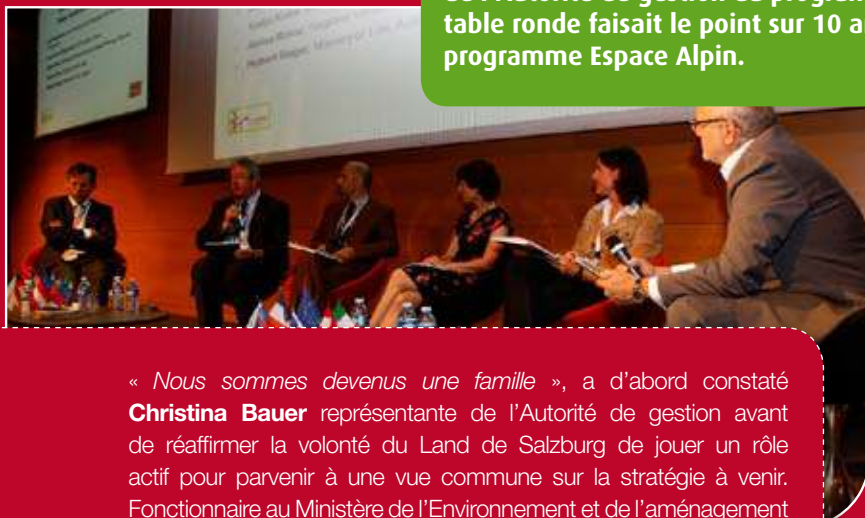 table ronde faisait le point sur 10 a
programme Espace Alpin.
« Nous sommes devenus une famille », a d'abord constaté
Christina Bauer représentante de l'Autorité de gestion avant
de réaffirmer la volonté du Land de Salzburg de jouer un rôle
actif pour parvenir à une vue commune sur la stratégie à venir.
Fonctionnaire au Ministère de l'Environnement et de l'aménagement